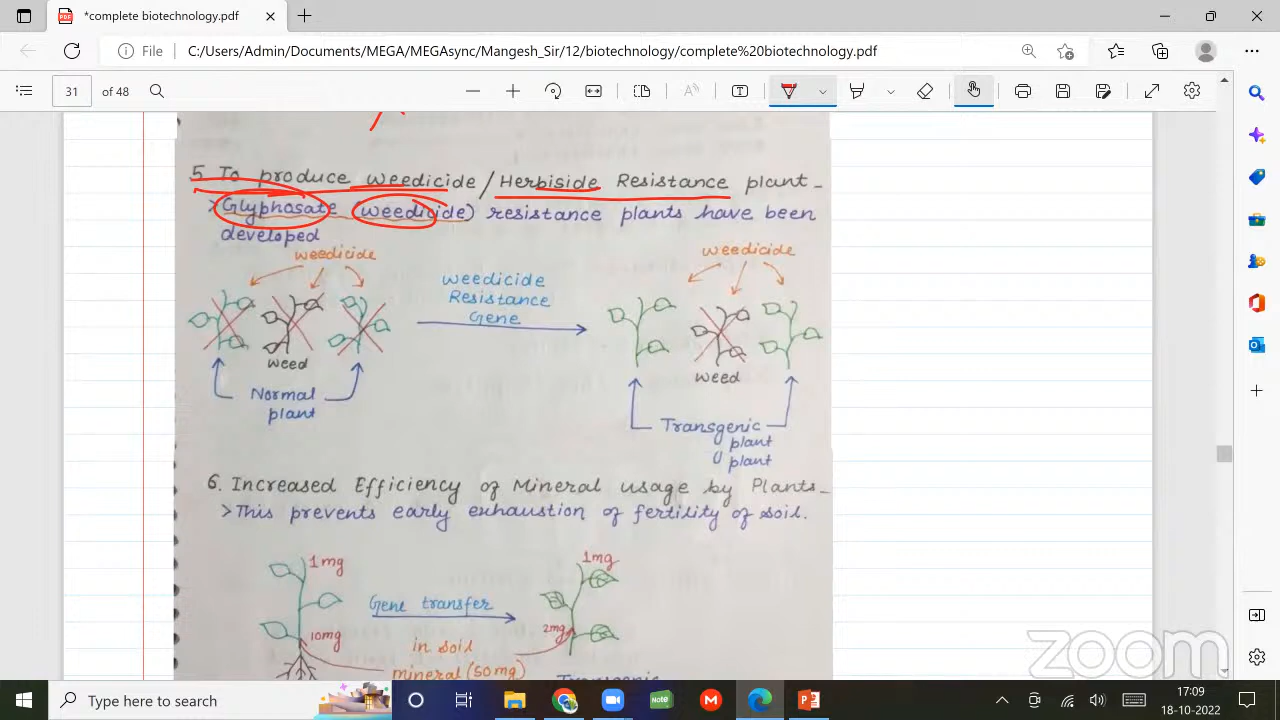 *complete biotechnology.pdf
File
C:/Users/Admin/Documents/MEGA/MEGAsync/Mangesh_Sir/12/biotechnology/complete%20biotechnology.pdf
31 of 48
5. To produce weedicide / Herbiside Resistance plant -
> Glyphosate (weedicide) resistance plants have been
developed
weedicide
weed
Normal
plant
weedicide
Resistance
Gene
weedicide
weed
Transgenic
plant
plant
6. Increased Efficiency of Mineral usage by Plants -
> This prevents early exhaustion of fertility of soil.
1mg
10mg
Gene transfer
in soil
mineral (50mg)
1mg
2mg
Transgenic
zoom
Type here to search
Note
17:09
18-10-2022